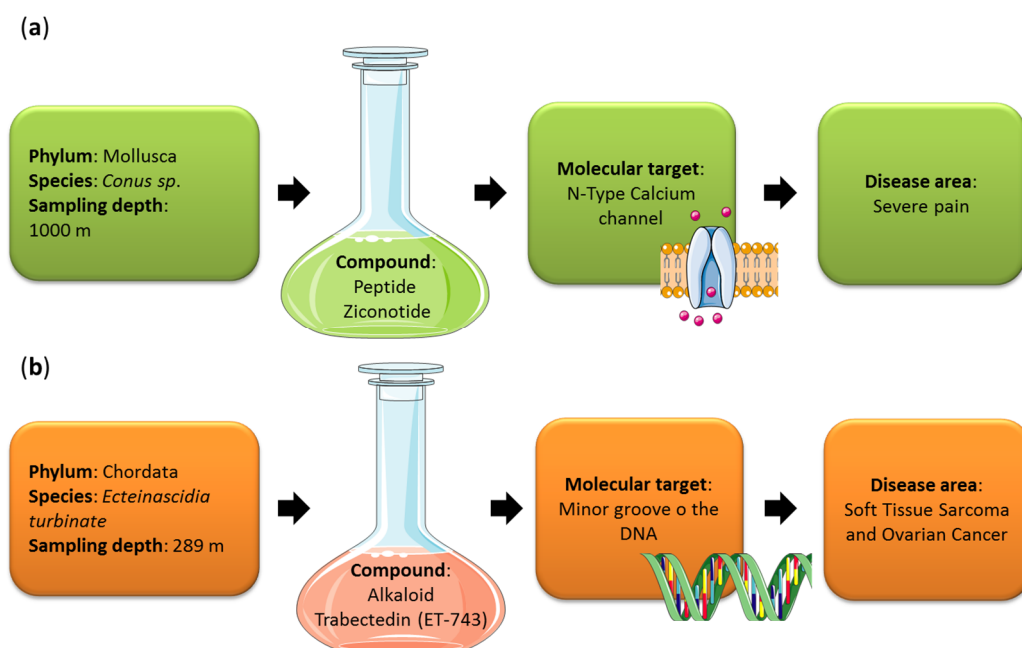 (a)
Phylum: Mollusca
Species: Conus sp.
Sampling depth:
1000 m
Compound:
Peptide
Ziconotide
Molecular target:
N-Type Calcium
channel
Disease area:
Severe pain
(b)
Phylum: Chordata
Species: Ecteinascidia
turbinate
Sampling depth: 289 m
Compound:
Alkaloid
Trabectedin (ET-743)
Molecular target:
Minor groove o the
DNA
Disease area:
Soft Tissue Sarcoma
and Ovarian Cancer